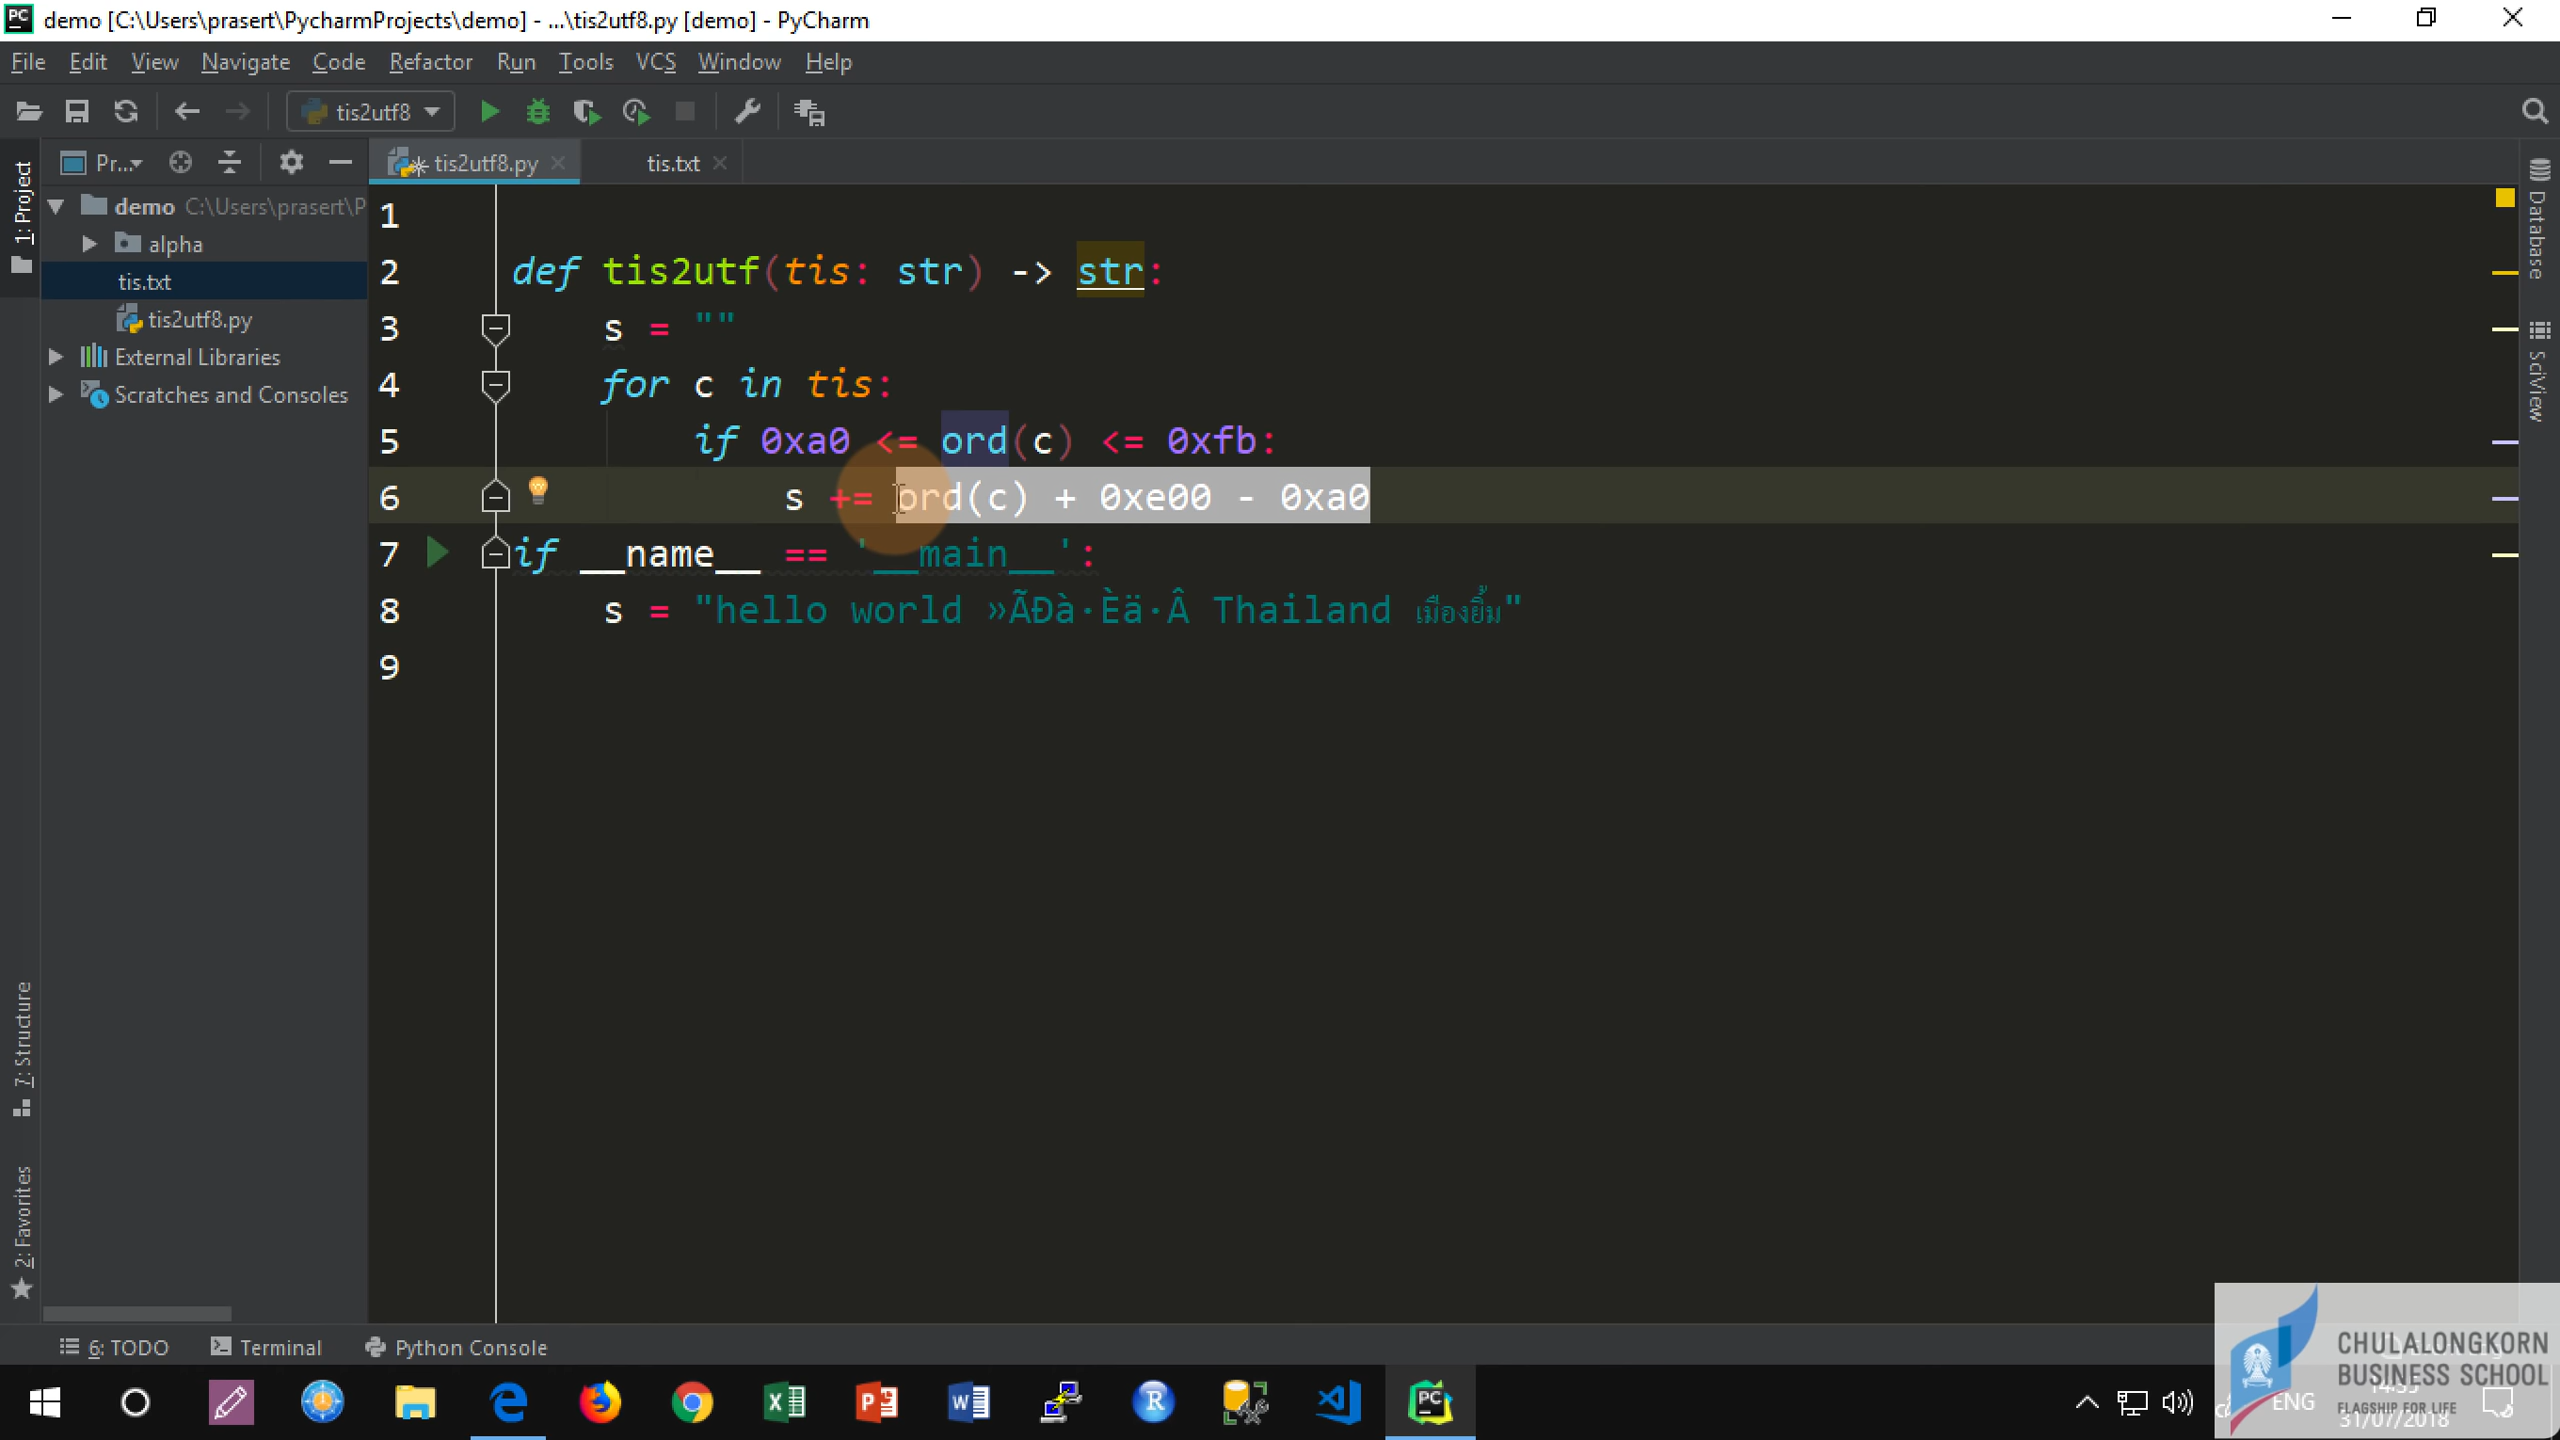 demo [C:\Users\prasert\PycharmProjects\demo] - ...\tis2utf8.py [demo] - PyCharm
File Edit View Navigate Code Refactor Run Tools VCS Window Help
tis2utf8
1: Project
Pr...
tis2utf8.py
tis.txt
demo C:\Users\prasert\P
alpha
tis.txt
tis2utf8.py
External Libraries
Scratches and Consoles
1
2 def tis2utf(tis: str) -> str:
3 s = ""
4 for c in tis:
5 if 0xa0 <= ord(c) <= 0xfb:
6 s += ord(c) + 0xe00 - 0xa0
7 if __name__ == '__main__':
8 s = "hello world »ÃÐà·Èä·Â Thailand เมืองยิ้ม"
9
Database
SciView
7: Structure
2: Favorites
6: TODO Terminal Python Console
ENG
31/07/2018
CHULALONGKORN
BUSINESS SCHOOL
FLAGSHIP FOR LIFE